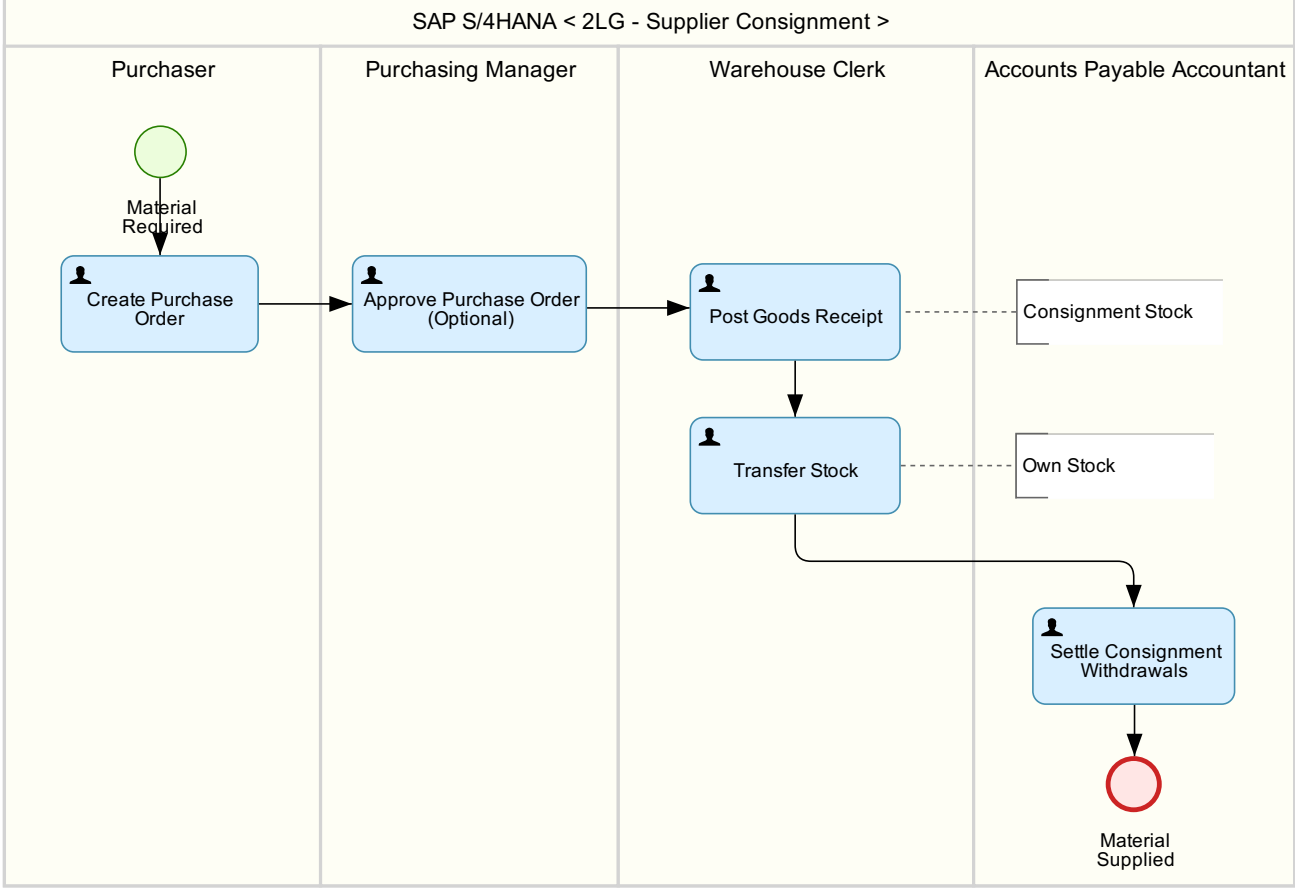 SAP S/4HANA < 2LG - Supplier Consignment >
Purchaser
Purchasing Manager
Warehouse Clerk
Accounts Payable Accountant
Material
Required
Create Purchase
Order
Approve Purchase Order
(Optional)
Post Goods Receipt
Consignment Stock
Transfer Stock
Own Stock
Settle Consignment
Withdrawals
Material
Supplied